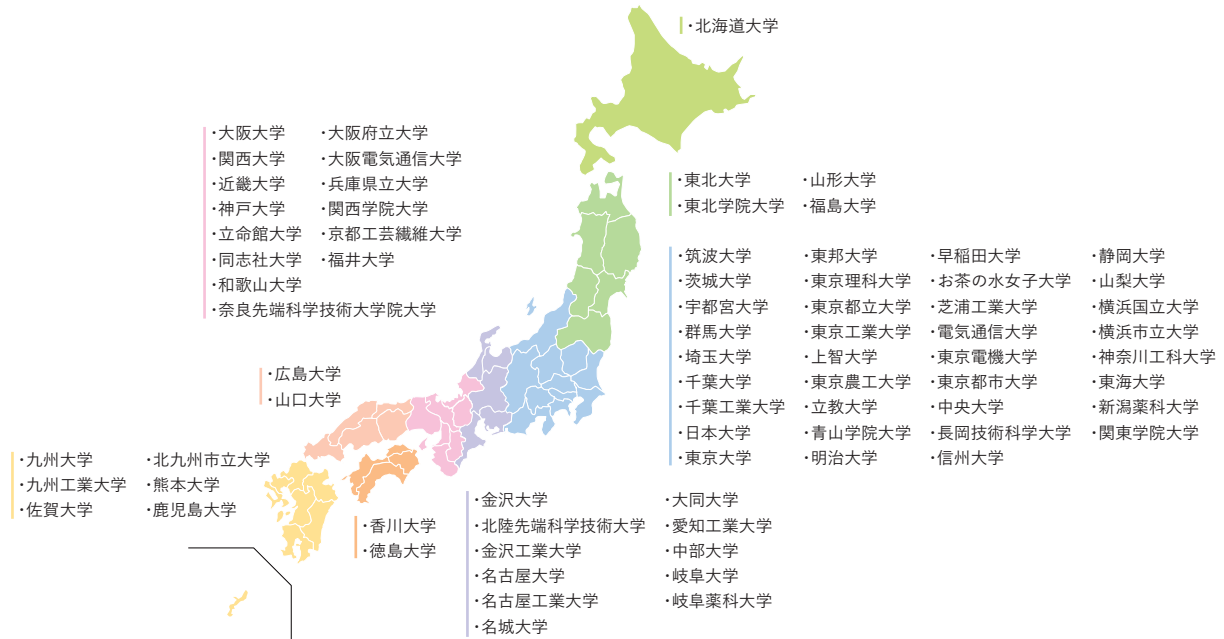 ・北海道大学
・大阪大学 ・大阪府立大学
・関西大学 ・大阪電気通信大学
・近畿大学 ・兵庫県立大学
・神戸大学 ・関西学院大学
・立命館大学 ・京都工芸繊維大学
・同志社大学 ・福井大学
・和歌山大学
・奈良先端科学技術大学院大学
・東北大学 ・山形大学
・東北学院大学 ・福島大学
・筑波大学 ・東邦大学 ・早稲田大学 ・静岡大学
・茨城大学 ・東京理科大学 ・お茶の水女子大学 ・山梨大学
・宇都宮大学 ・東京都立大学 ・芝浦工業大学 ・横浜国立大学
・群馬大学 ・東京工業大学 ・電気通信大学 ・横浜市立大学
・埼玉大学 ・上智大学 ・東京電機大学 ・神奈川工科大学
・千葉大学 ・東京農工大学 ・東京都市大学 ・東海大学
・千葉工業大学 ・立教大学 ・中央大学 ・新潟薬科大学
・日本大学 ・青山学院大学 ・長岡技術科学大学 ・関東学院大学
・東京大学 ・明治大学 ・信州大学
・広島大学
・山口大学
・九州大学 ・北九州市立大学
・九州工業大学 ・熊本大学
・佐賀大学 ・鹿児島大学
・香川大学
・徳島大学
・金沢大学 ・大同大学
・北陸先端科学技術大学 ・愛知工業大学
・金沢工業大学 ・中部大学
・名古屋大学 ・岐阜大学
・名古屋工業大学 ・岐阜薬科大学
・名城大学